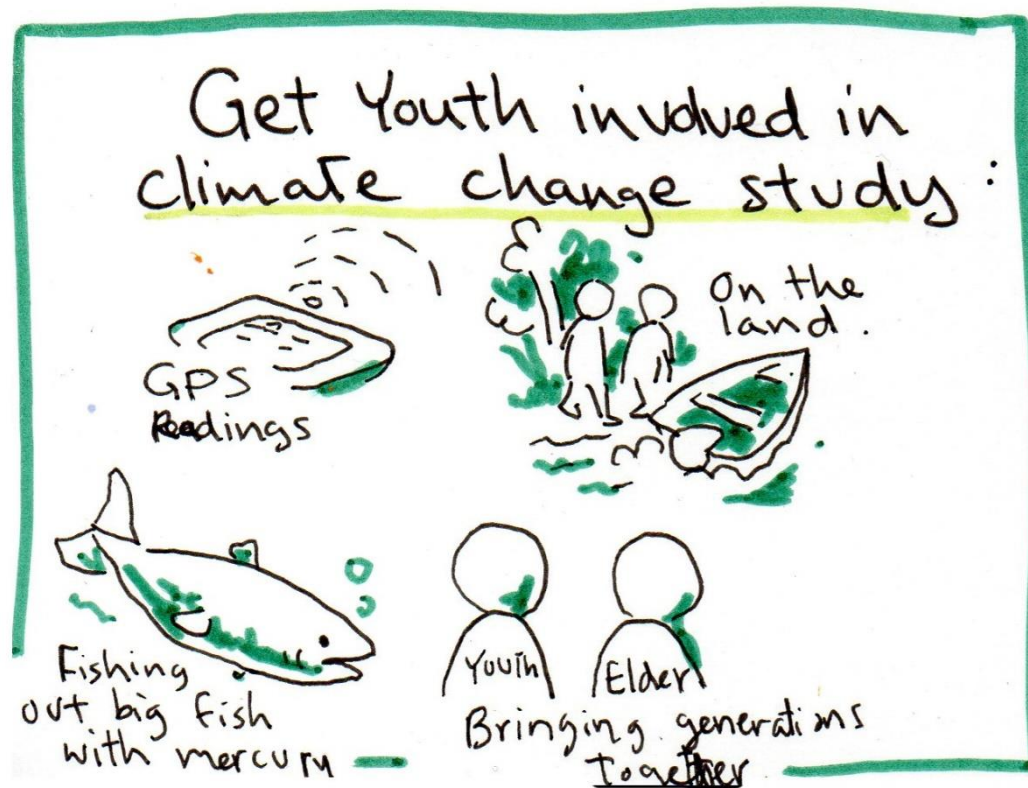 Get Youth involved in
climate change study:
GPS
Readings
On the
land.
Fishing
out big fish
with mercury
Youth
Elder
Bringing generations
together